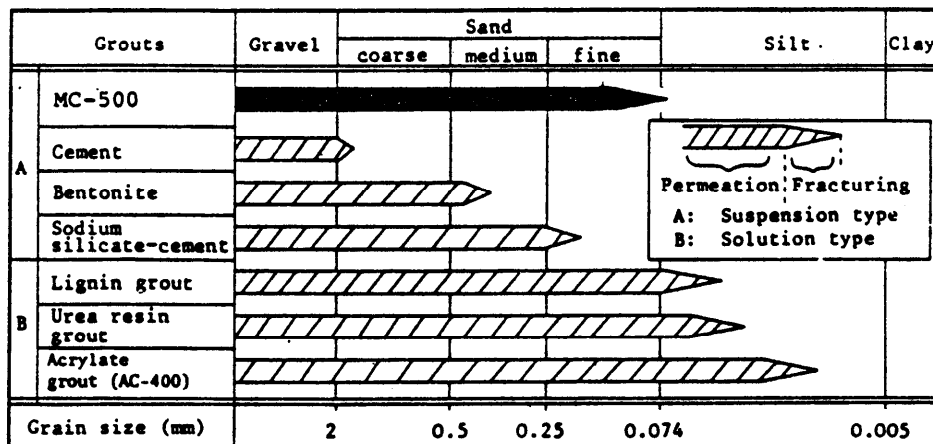 Grouts Gravel Sand Silt Clay
coarse medium fine
A
MC-500
Cement
Bentonite
Sodium
silicate-cement
B
Lignin grout
Urea resin
grout
Acrylate
grout (AC-400)
Permeation Fracturing
A: Suspension type
B: Solution type
Grain size (mm) 2 0.5 0.25 0.074 0.005